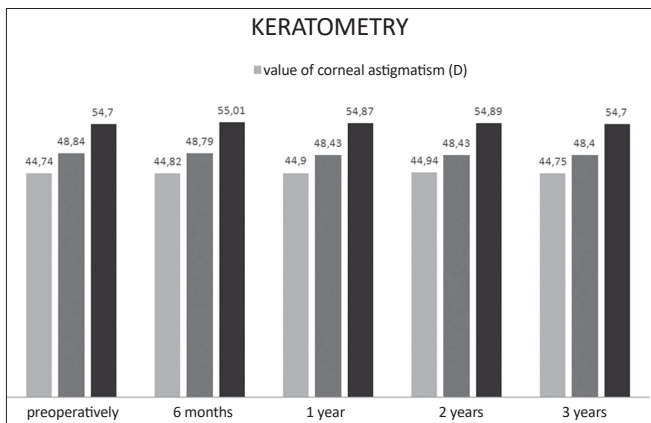 KERATOMETRY
value of corneal astigmatism (D)
44,74 48,84 54,7 44,82 48,79 55,01 44,9 48,43 54,87 44,94 48,43 54,89 44,75 48,4 54,7
preoperatively 6 months 1 year 2 years 3 years